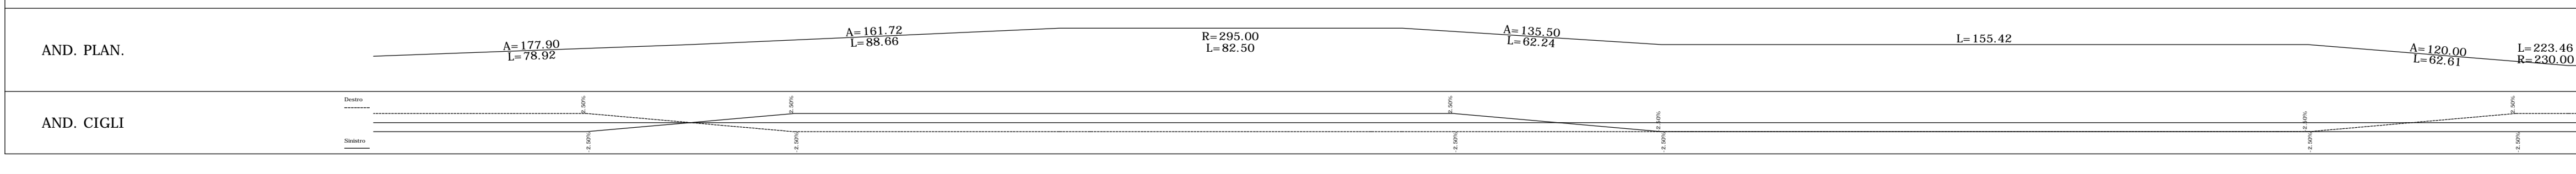 AND. PLAN.
A=177.90
L=78.92
A=161.72
L=88.66
R=295.00
L=82.50
A=135.50
L=62.24
L=155.42
A=120.00
L=62.61
L=223.46
R=230.00
AND. CIGLI
Destro
Sinistro
2.50%
-2.50%
2.50%
-2.50%
2.50%
-2.50%
-2.50%
-2.50%
-2.50%
-2.50%
2.50%
-2.50%